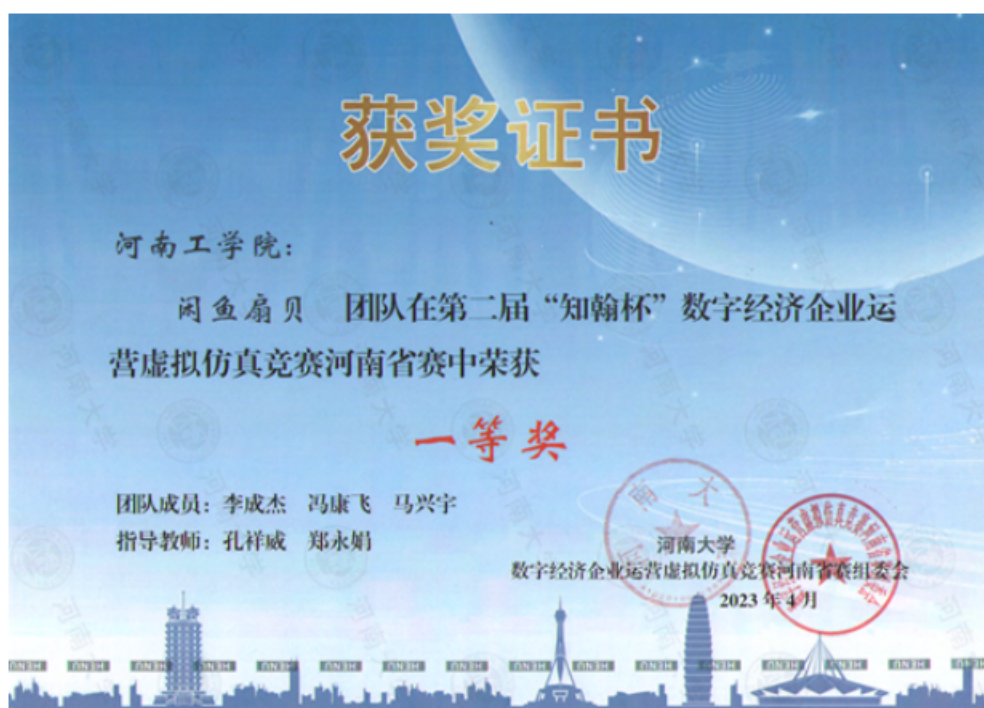 获奖证书
河南工学院：
闲鱼扇贝 团队在第二届“知翰杯”数字经济企业运
营虚拟仿真竞赛河南省赛中荣获
一等奖
团队成员：李成杰 冯康飞 马兴宇
指导教师：孔祥威 郑永娟
河南大学
数字经济企业运营虚拟仿真竞赛河南省赛组委会
2023 年 4 月